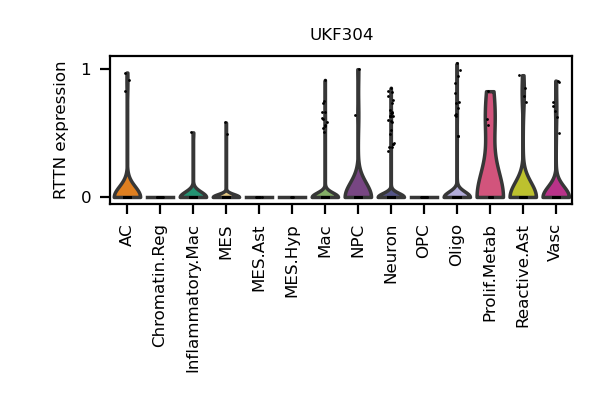 UKF304
RTTN expression
1
0
AC
Chromatin.Reg
Inflammatory.Mac
MES
MES.Ast
MES.Hyp
Mac
NPC
Neuron
OPC
Oligo
Prolif.Metab
Reactive.Ast
Vasc